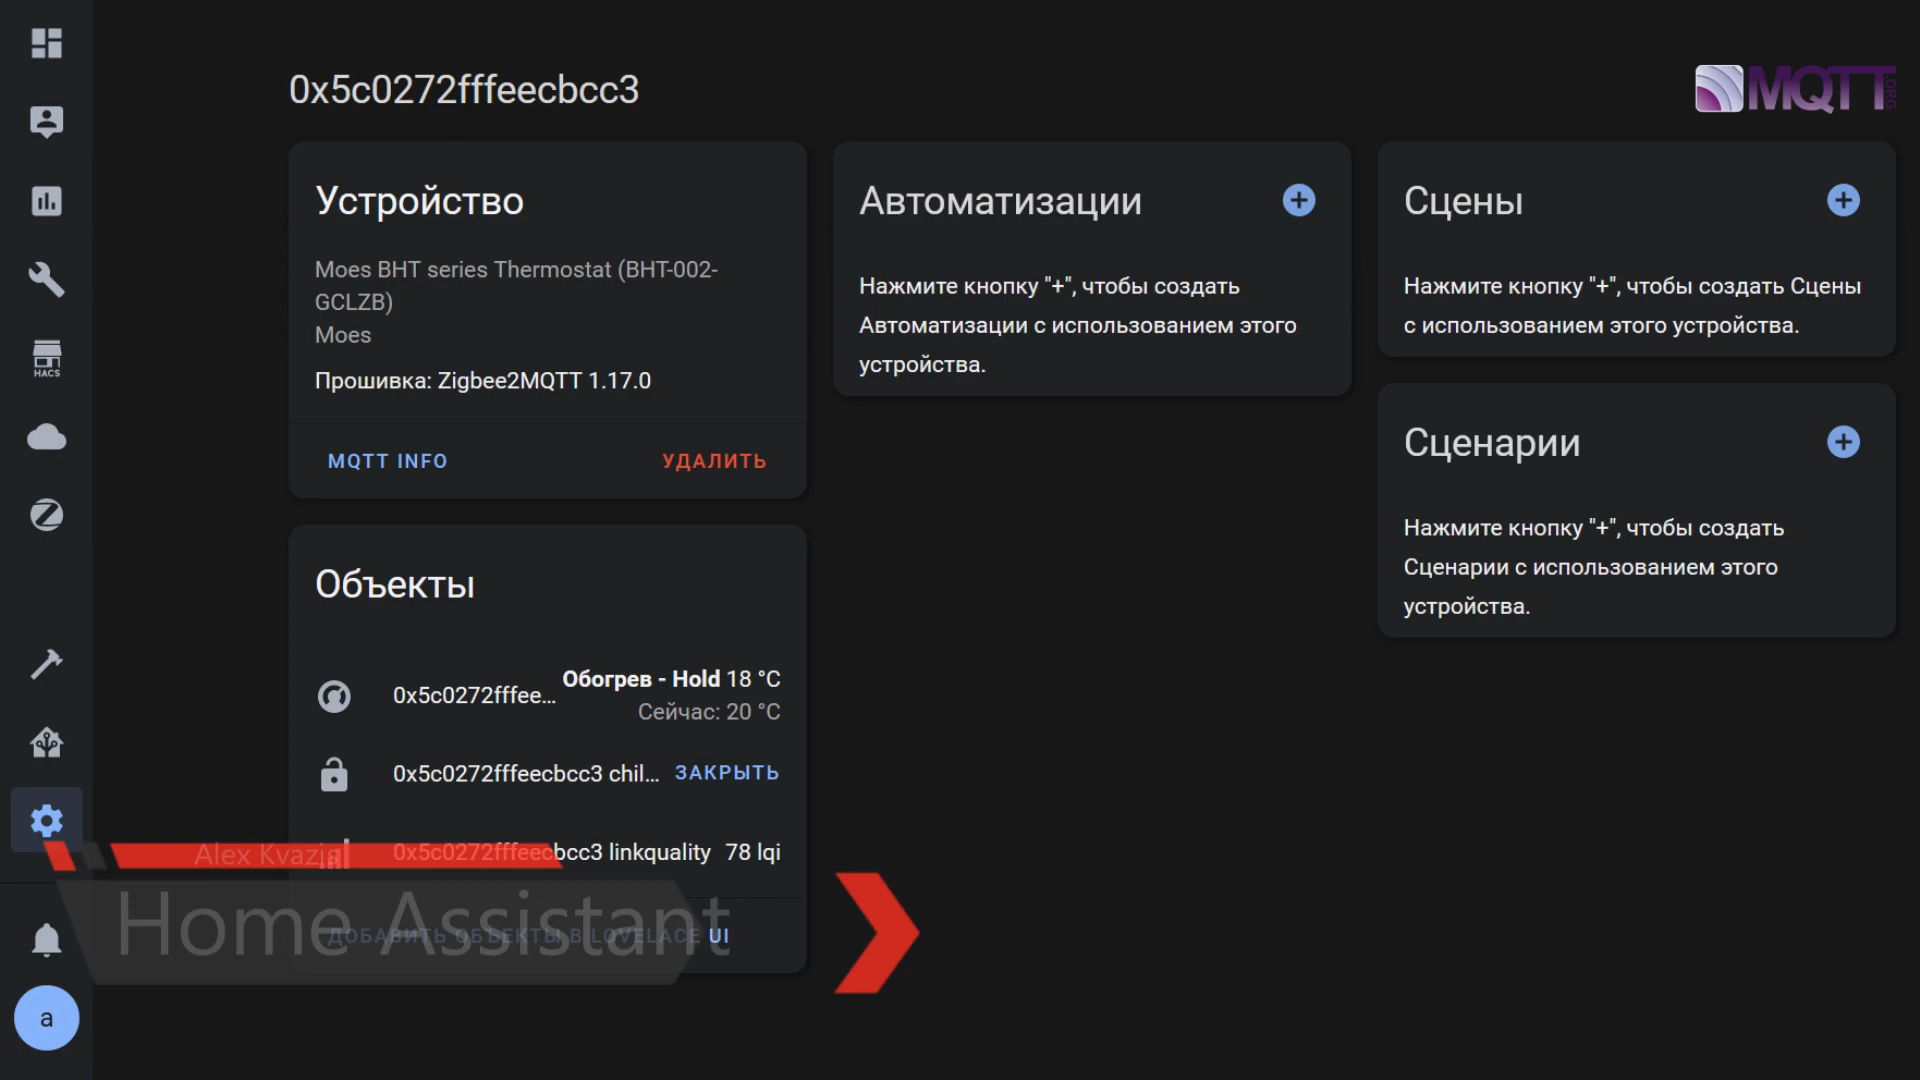 0x5c0272fffeecbcc3
MQTT
.ORG
Устройство
Moes BHT series Thermostat (BHT-002-
GCLZB)
Moes
Прошивка: Zigbee2MQTT 1.17.0
MQTT INFO
УДАЛИТЬ
Автоматизации
Нажмите кнопку "+", чтобы создать
Автоматизации с использованием этого
устройства.
Сцены
Нажмите кнопку "+", чтобы создать Сцены
с использованием этого устройства.
Сценарии
Нажмите кнопку "+", чтобы создать
Сценарии с использованием этого
устройства.
HACS
Объекты
0x5c0272fffee...
Обогрев - Hold 18 °C
Сейчас: 20 °C
0x5c0272fffeecbcc3 chil...
ЗАКРЫТЬ
0x5c0272fffeecbcc3 linkquality 78 lqi
Alex Kvazis
Home Assistant
ДОБАВИТЬ ОБЪЕКТЫ В LOVELACE UI
a